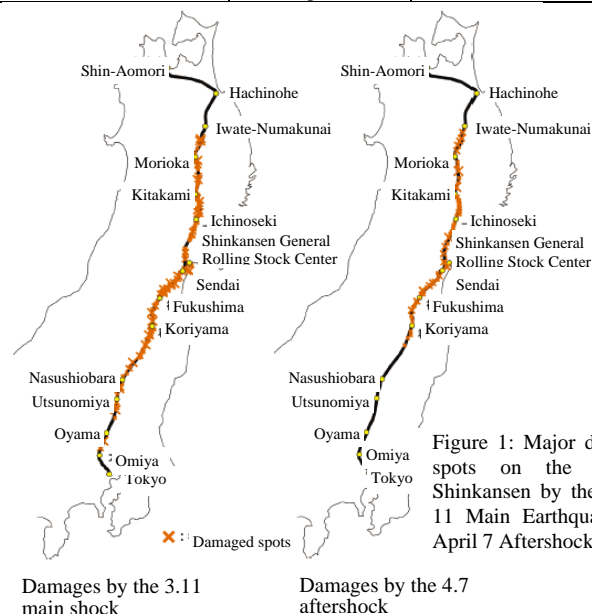 Shin-Aomori
Hachinohe
Iwate-Numakunai
Morioka
Kitakami
Ichinoseki
Shinkansen General
Rolling Stock Center
Sendai
Fukushima
Koriyama
Nasushiobara
Utsunomiya
Oyama
Omiya
Tokyo
: Damaged spots
Damages by the 3.11
main shock
Shin-Aomori
Hachinohe
Iwate-Numakunai
Morioka
Kitakami
Ichinoseki
Shinkansen General
Rolling Stock Center
Sendai
Fukushima
Koriyama
Nasushiobara
Utsunomiya
Oyama
Omiya
Tokyo
Damages by the 4.7
aftershock
Figure 1: Major d
spots on the
Shinkansen by the
11 Main Earthqua
April 7 Aftershock